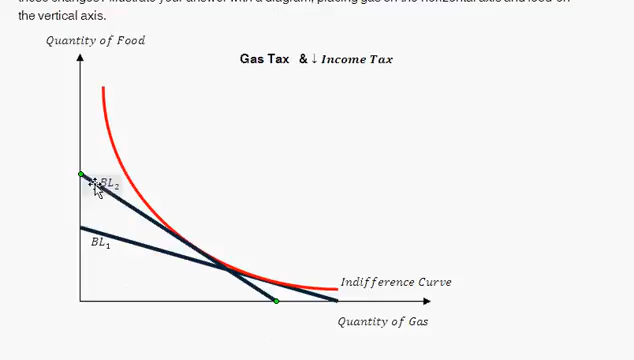 the vertical axis.
Quantity of Food
Gas Tax & ↓ Income Tax
BL₂
BL₁
Indifference Curve
Quantity of Gas